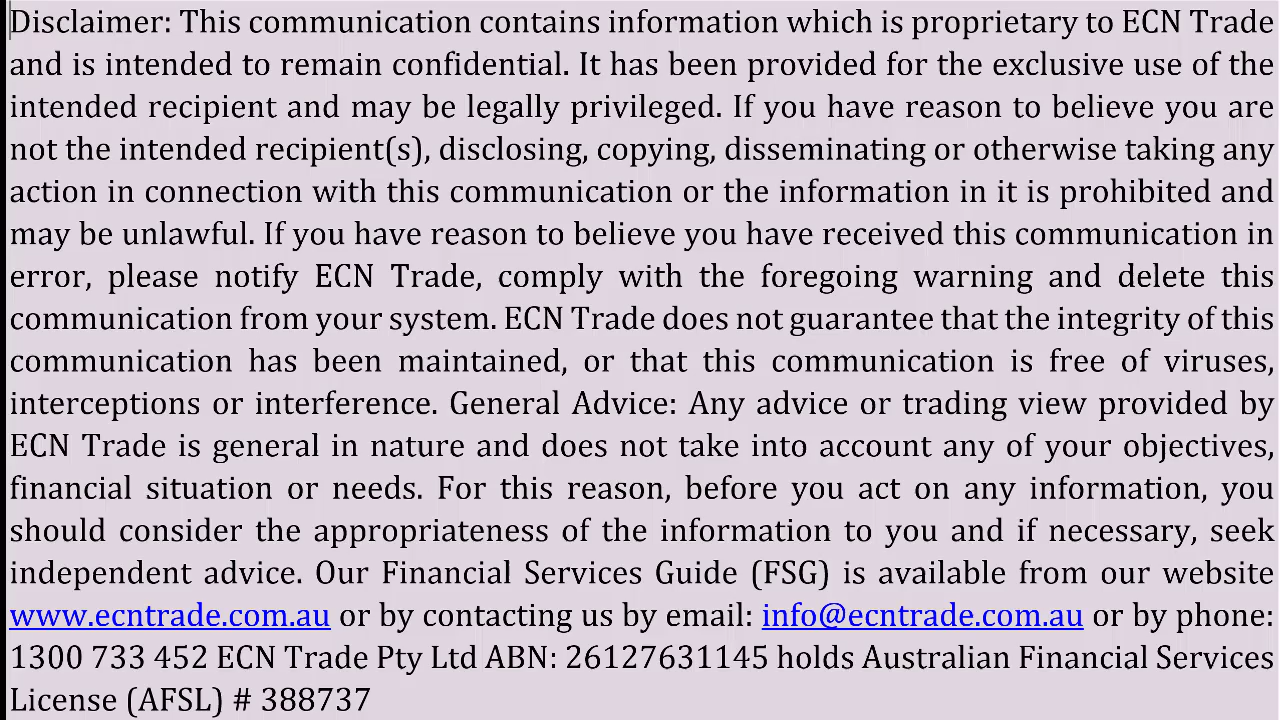 Disclaimer: This communication contains information which is proprietary to ECN Trade
and is intended to remain confidential. It has been provided for the exclusive use of the
intended recipient and may be legally privileged. If you have reason to believe you are
not the intended recipient(s), disclosing, copying, disseminating or otherwise taking any
action in connection with this communication or the information in it is prohibited and
may be unlawful. If you have reason to believe you have received this communication in
error, please notify ECN Trade, comply with the foregoing warning and delete this
communication from your system. ECN Trade does not guarantee that the integrity of this
communication has been maintained, or that this communication is free of viruses,
interceptions or interference. General Advice: Any advice or trading view provided by
ECN Trade is general in nature and does not take into account any of your objectives,
financial situation or needs. For this reason, before you act on any information, you
should consider the appropriateness of the information to you and if necessary, seek
independent advice. Our Financial Services Guide (FSG) is available from our website
www.ecntrade.com.au or by contacting us by email: info@ecntrade.com.au or by phone:
1300 733 452 ECN Trade Pty Ltd ABN: 26127631145 holds Australian Financial Services
License (AFSL) # 388737